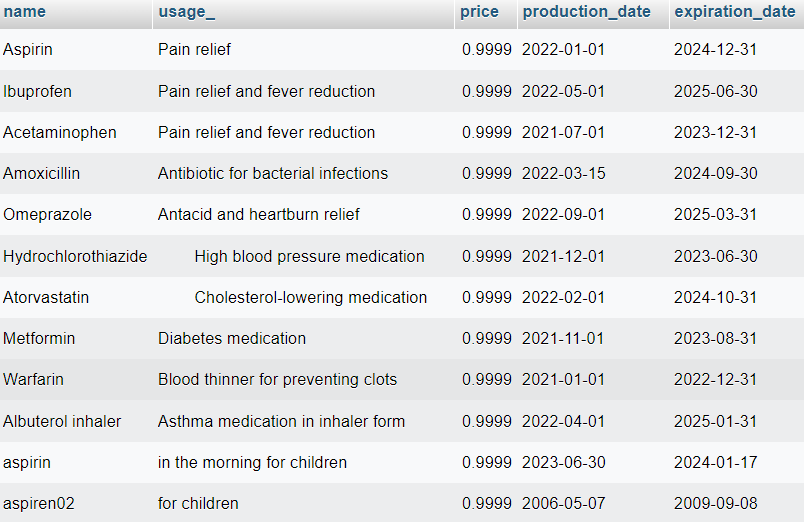 name usage_ price production_date expiration_date
Aspirin Pain relief 0.9999 2022-01-01 2024-12-31
Ibuprofen Pain relief and fever reduction 0.9999 2022-05-01 2025-06-30
Acetaminophen Pain relief and fever reduction 0.9999 2021-07-01 2023-12-31
Amoxicillin Antibiotic for bacterial infections 0.9999 2022-03-15 2024-09-30
Omeprazole Antacid and heartburn relief 0.9999 2022-09-01 2025-03-31
Hydrochlorothiazide High blood pressure medication 0.9999 2021-12-01 2023-06-30
Atorvastatin Cholesterol-lowering medication 0.9999 2022-02-01 2024-10-31
Metformin Diabetes medication 0.9999 2021-11-01 2023-08-31
Warfarin Blood thinner for preventing clots 0.9999 2021-01-01 2022-12-31
Albuterol inhaler Asthma medication in inhaler form 0.9999 2022-04-01 2025-01-31
aspirin in the morning for children 0.9999 2023-06-30 2024-01-17
aspiren02 for children 0.9999 2006-05-07 2009-09-08